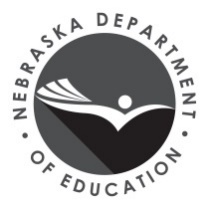 • NEBRASKA DEPARTMENT •
OF EDUCATION